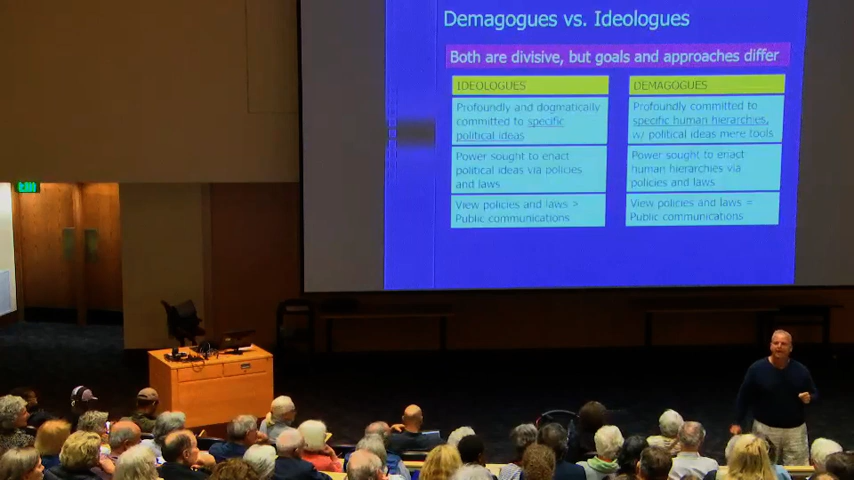 Demagogues vs. Ideologues
Both are divisive, but goals and approaches differ
IDEOLOGUES
Profoundly and dogmatically
committed to specific
political ideas
Power sought to enact
political ideas via policies
and laws
View policies and laws >
Public communications
DEMAGOGUES
Profoundly committed to
specific human hierarchies,
w/ political ideas mere tools
Power sought to enact
human hierarchies via
policies and laws
View policies and laws =
Public communications
EXIT